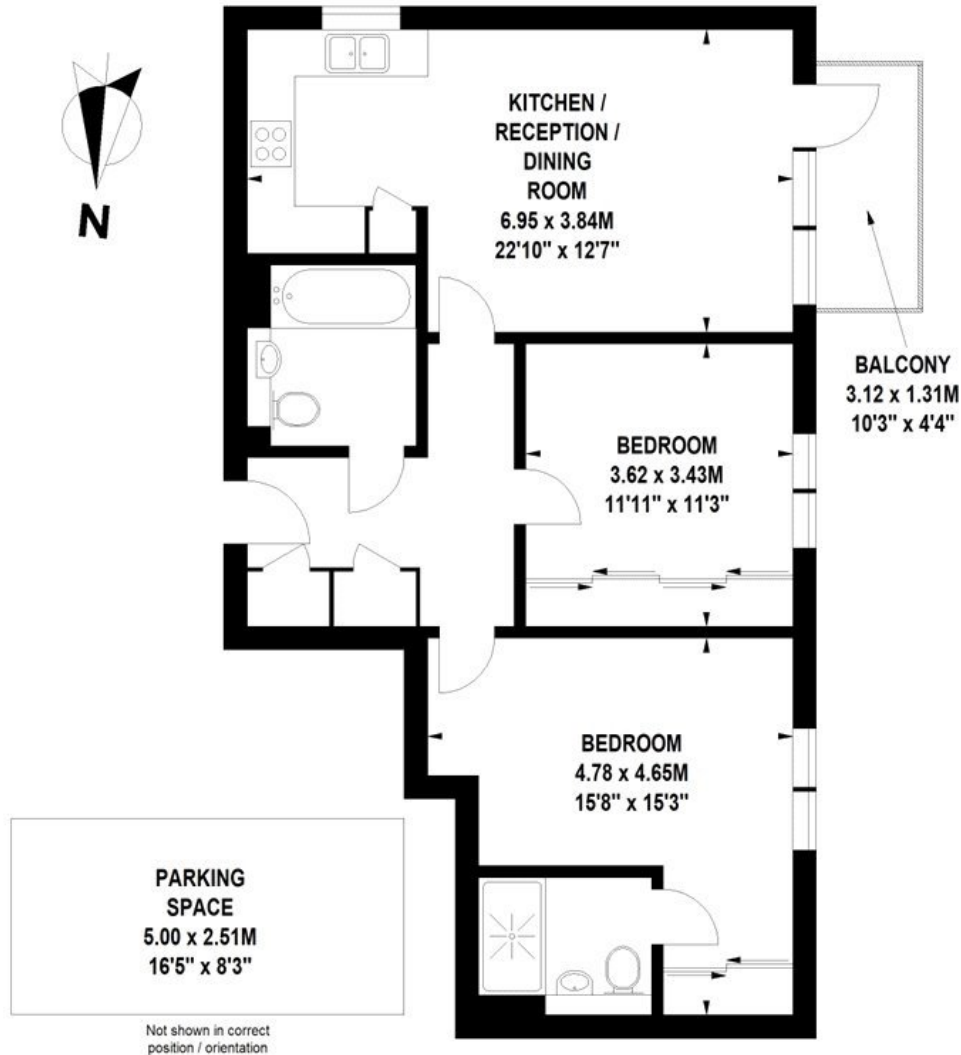 N
KITCHEN /
RECEPTION /
DINING
ROOM
6.95 x 3.84M
22'10" x 12'7"
BALCONY
3.12 x 1.31M
10'3" x 4'4"
BEDROOM
3.62 x 3.43M
11'11" x 11'3"
BEDROOM
4.78 x 4.65M
15'8" x 15'3"
PARKING
SPACE
5.00 x 2.51M
16'5" x 8'3"
Not shown in correct
position / orientation